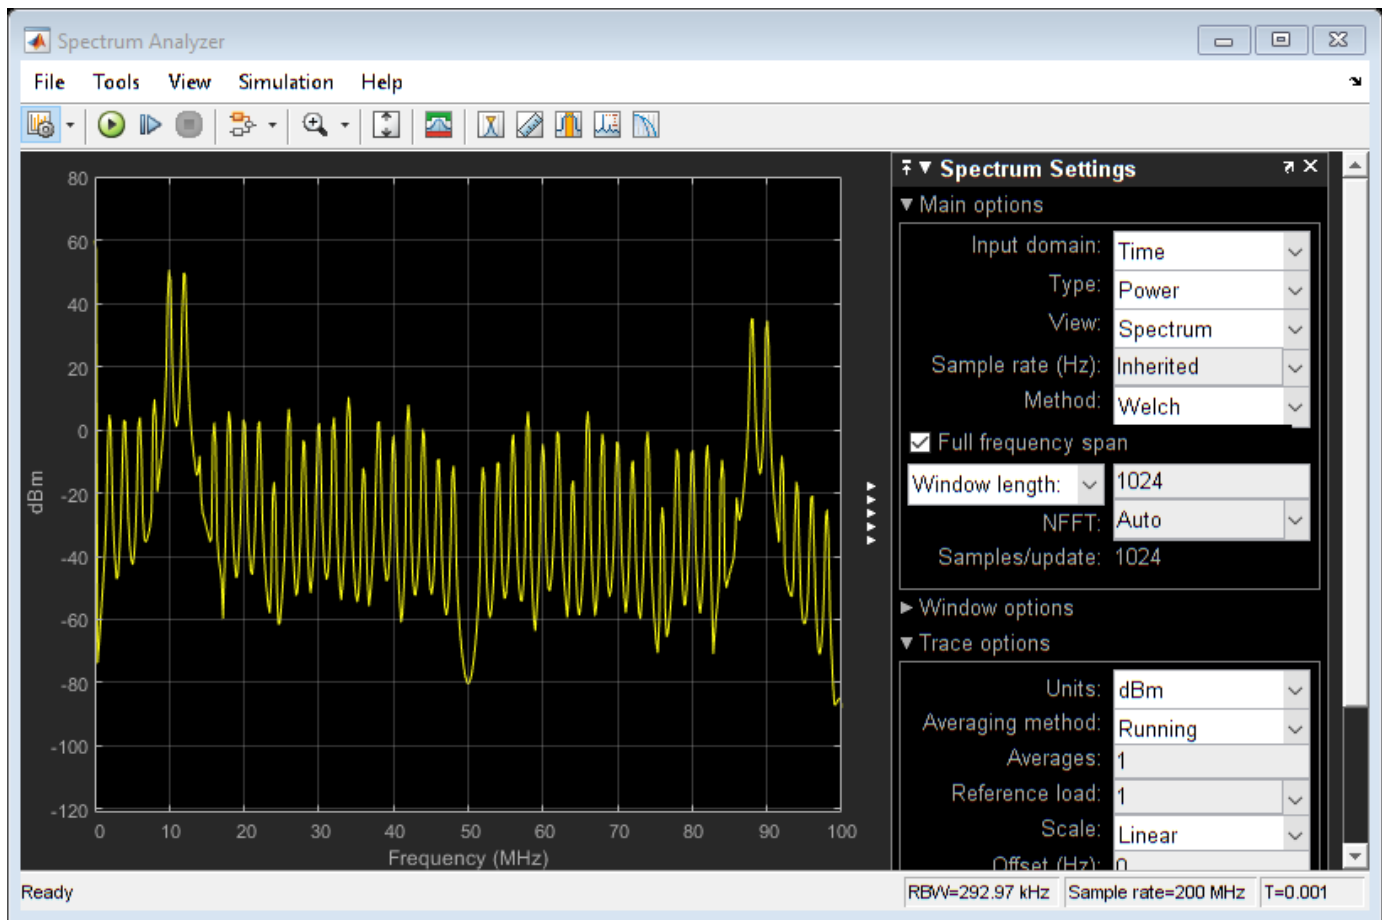 Spectrum Analyzer
File Tools View Simulation Help
Spectrum Settings
Main options
Input domain: Time
Type: Power
View: Spectrum
Sample rate (Hz): Inherited
Method: Welch
Full frequency span
Window length: 1024
NFFT: Auto
Samples/update: 1024
Window options
Trace options
Units: dBm
Averaging method: Running
Averages: 1
Reference load: 1
Scale: Linear
Offset (Hz): 0
80
60
40
20
0
-20
-40
-60
-80
-100
-120
dBm
0 10 20 30 40 50 60 70 80 90 100
Frequency (MHz)
Ready
RBW=292.97 kHz Sample rate=200 MHz T=0.001